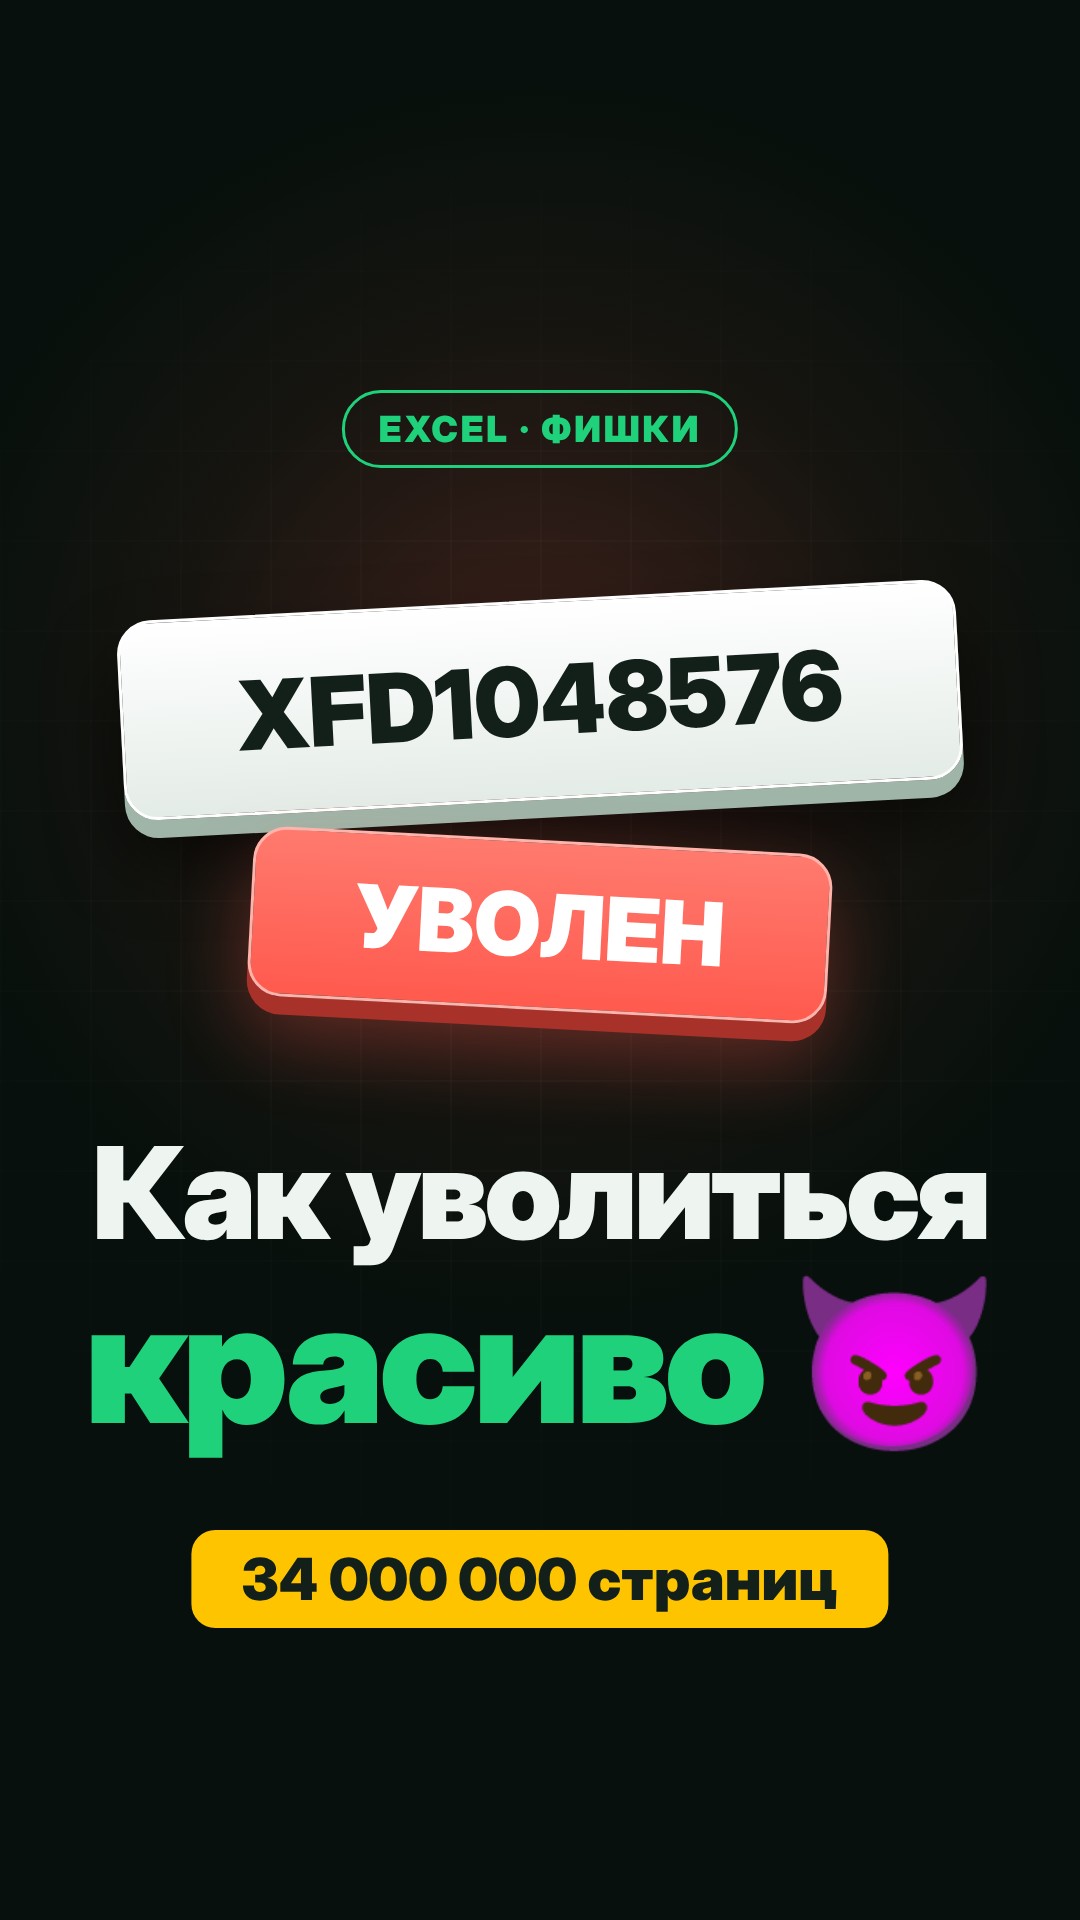 EXCEL · ФИШКИ
XFD1048576
УВОЛЕН
Как уволиться
красиво 😈
34 000 000 страниц